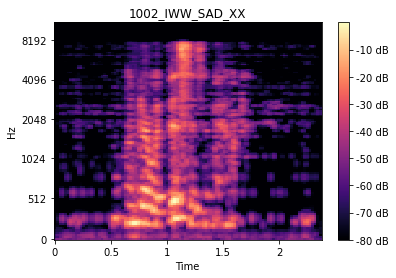 1002_IWW_SAD_XX
8192
4096
2048
1024
512
0
Hz
0
0.5
1
1.5
2
Time
-10 dB
-20 dB
-30 dB
-40 dB
-50 dB
-60 dB
-70 dB
-80 dB